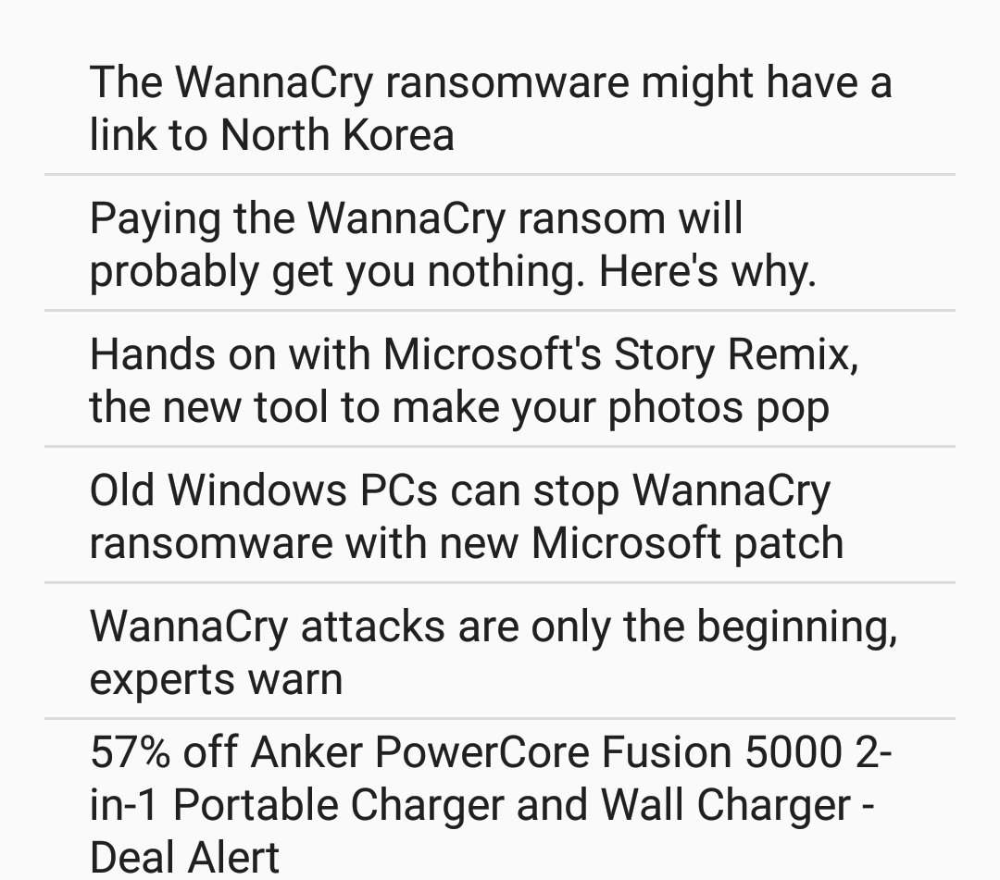 The WannaCry ransomware might have a
link to North Korea
Paying the WannaCry ransom will
probably get you nothing. Here's why.
Hands on with Microsoft's Story Remix,
the new tool to make your photos pop
Old Windows PCs can stop WannaCry
ransomware with new Microsoft patch
WannaCry attacks are only the beginning,
experts warn
57% off Anker PowerCore Fusion 5000 2-
in-1 Portable Charger and Wall Charger -
Deal Alert